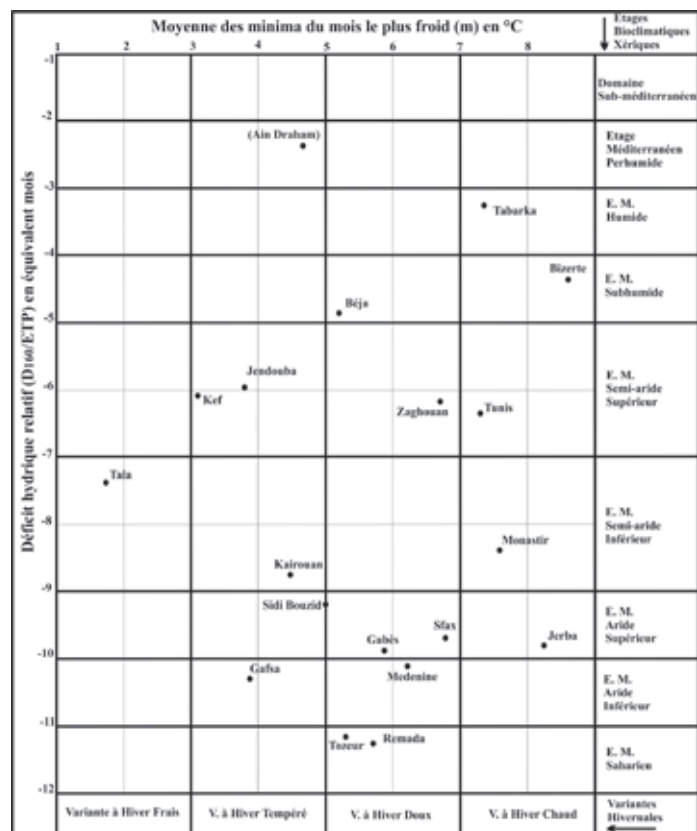 Moyenne des minima du mois le plus froid (m) en °C
Etages
Bioclimatiques
Xériques
1 2 3 4 5 6 7 8
Déficit hydrique relatif (D160/ETP) en équivalent mois
-1
Domaine
Sub-méditerranéen
-2
(Ain Draham)
Etage
Méditerranéen
Perhumide
-3
Tabarka
E. M.
Humide
-4
Bizerte
Béja
E. M.
Subhumide
-5
Jendouba
Kef
Zaghouan
Tunis
E. M.
Semi-aride
Supérieur
-6
-7
Tala
Monastir
Kairouan
E. M.
Semi-aride
Inférieur
-8
-9
Sidi Bouzid
Sfax
Gabès
Jerba
E. M.
Aride
Supérieur
-10
Gafsa
Medenine
E. M.
Aride
Inférieur
-11
Tozeur
Remada
E. M.
Saharien
-12
Variante à Hiver Frais
V. à Hiver Tempéré
V. à Hiver Doux
V. à Hiver Chaud
Variantes
Hivernales